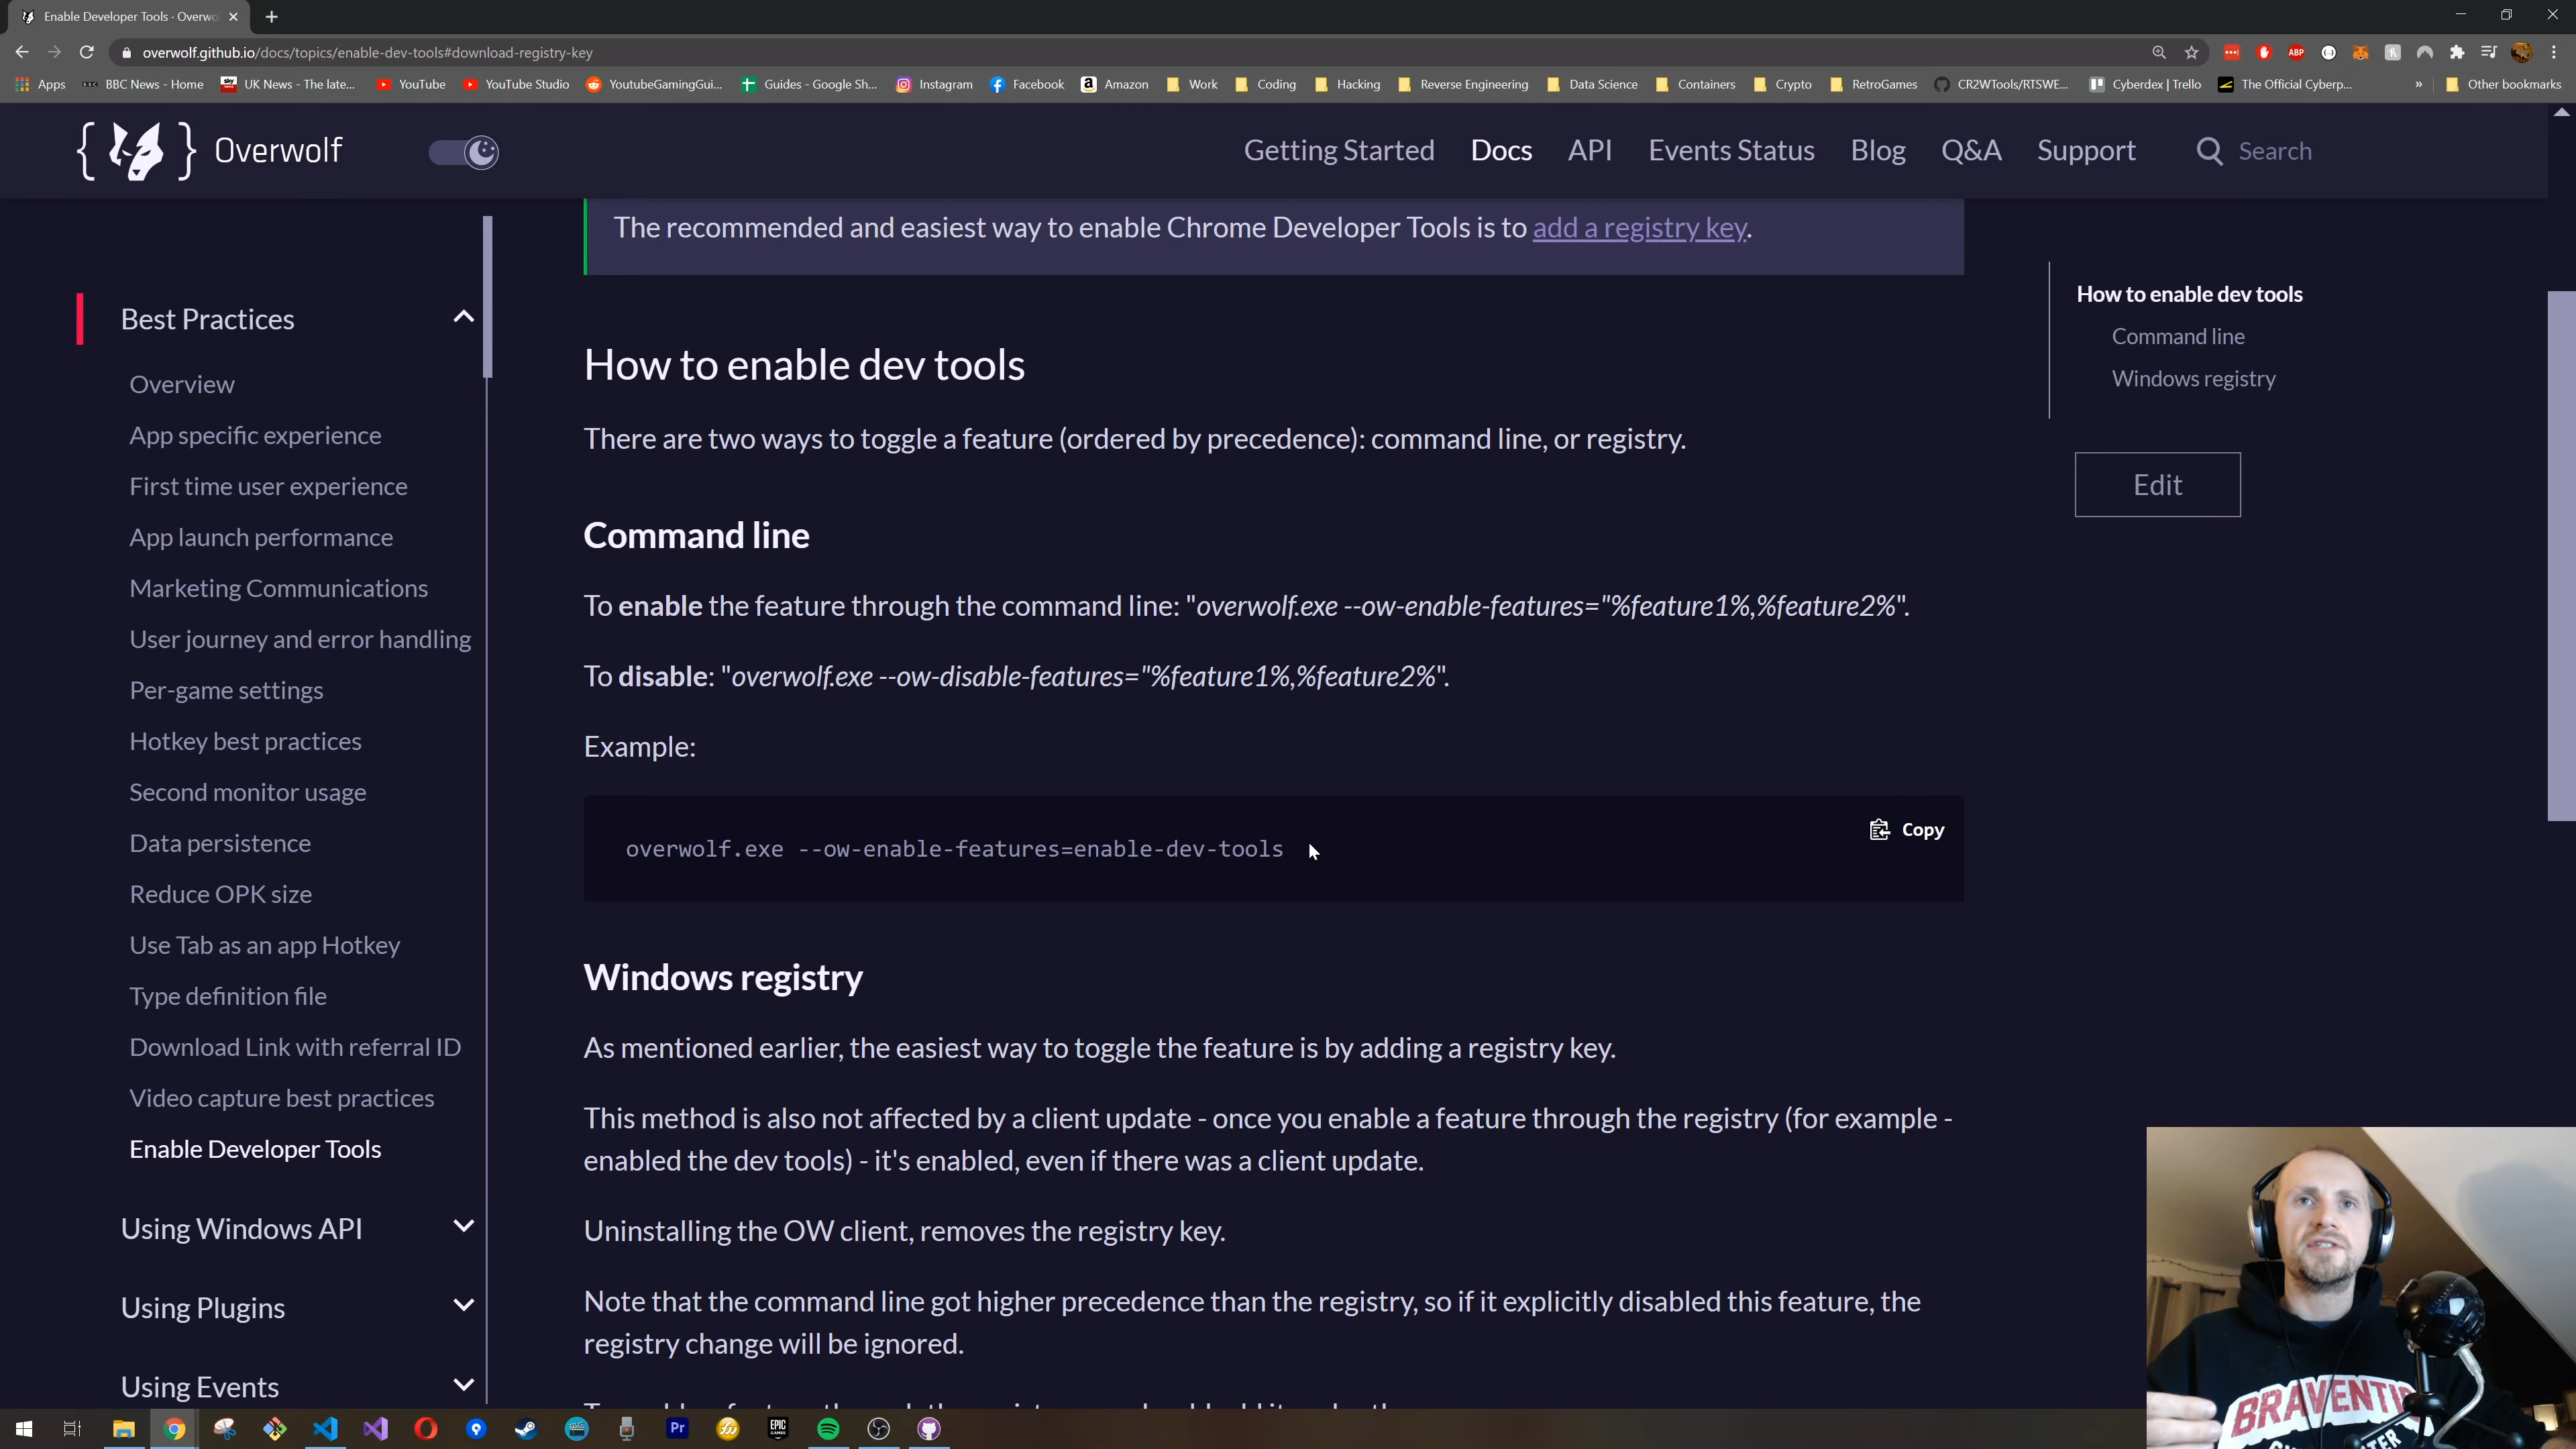 Enable Developer Tools · Overwo
overwolf.github.io/docs/topics/enable-dev-tools#download-registry-key
Apps
BBC News - Home
UK News - The late...
YouTube
YouTube Studio
YoutubeGamingGui...
Guides - Google Sh...
Instagram
Facebook
Amazon
Work
Coding
Hacking
Reverse Engineering
Data Science
Containers
Crypto
RetroGames
CR2WTools/RTSWE...
Cyberdex | Trello
The Official Cyberp...
»
Other bookmarks
{ } Overwolf
Getting Started
Docs
API
Events Status
Blog
Q&A
Support
Search
The recommended and easiest way to enable Chrome Developer Tools is to add a registry key.
Best Practices
Overview
App specific experience
First time user experience
App launch performance
Marketing Communications
User journey and error handling
Per-game settings
Hotkey best practices
Second monitor usage
Data persistence
Reduce OPK size
Use Tab as an app Hotkey
Type definition file
Download Link with referral ID
Video capture best practices
Enable Developer Tools
Using Windows API
Using Plugins
Using Events
How to enable dev tools
There are two ways to toggle a feature (ordered by precedence): command line, or registry.
Command line
To enable the feature through the command line: "overwolf.exe --ow-enable-features="%feature1%,%feature2%".
To disable: "overwolf.exe --ow-disable-features="%feature1%,%feature2%".
Example:
overwolf.exe --ow-enable-features=enable-dev-tools
Copy
Windows registry
As mentioned earlier, the easiest way to toggle the feature is by adding a registry key.
This method is also not affected by a client update - once you enable a feature through the registry (for example -
enabled the dev tools) - it's enabled, even if there was a client update.
Uninstalling the OW client, removes the registry key.
Note that the command line got higher precedence than the registry, so if it explicitly disabled this feature, the
registry change will be ignored.
How to enable dev tools
Command line
Windows registry
Edit
ABP
Pr
EPIC
GAMES
BRAVENTI